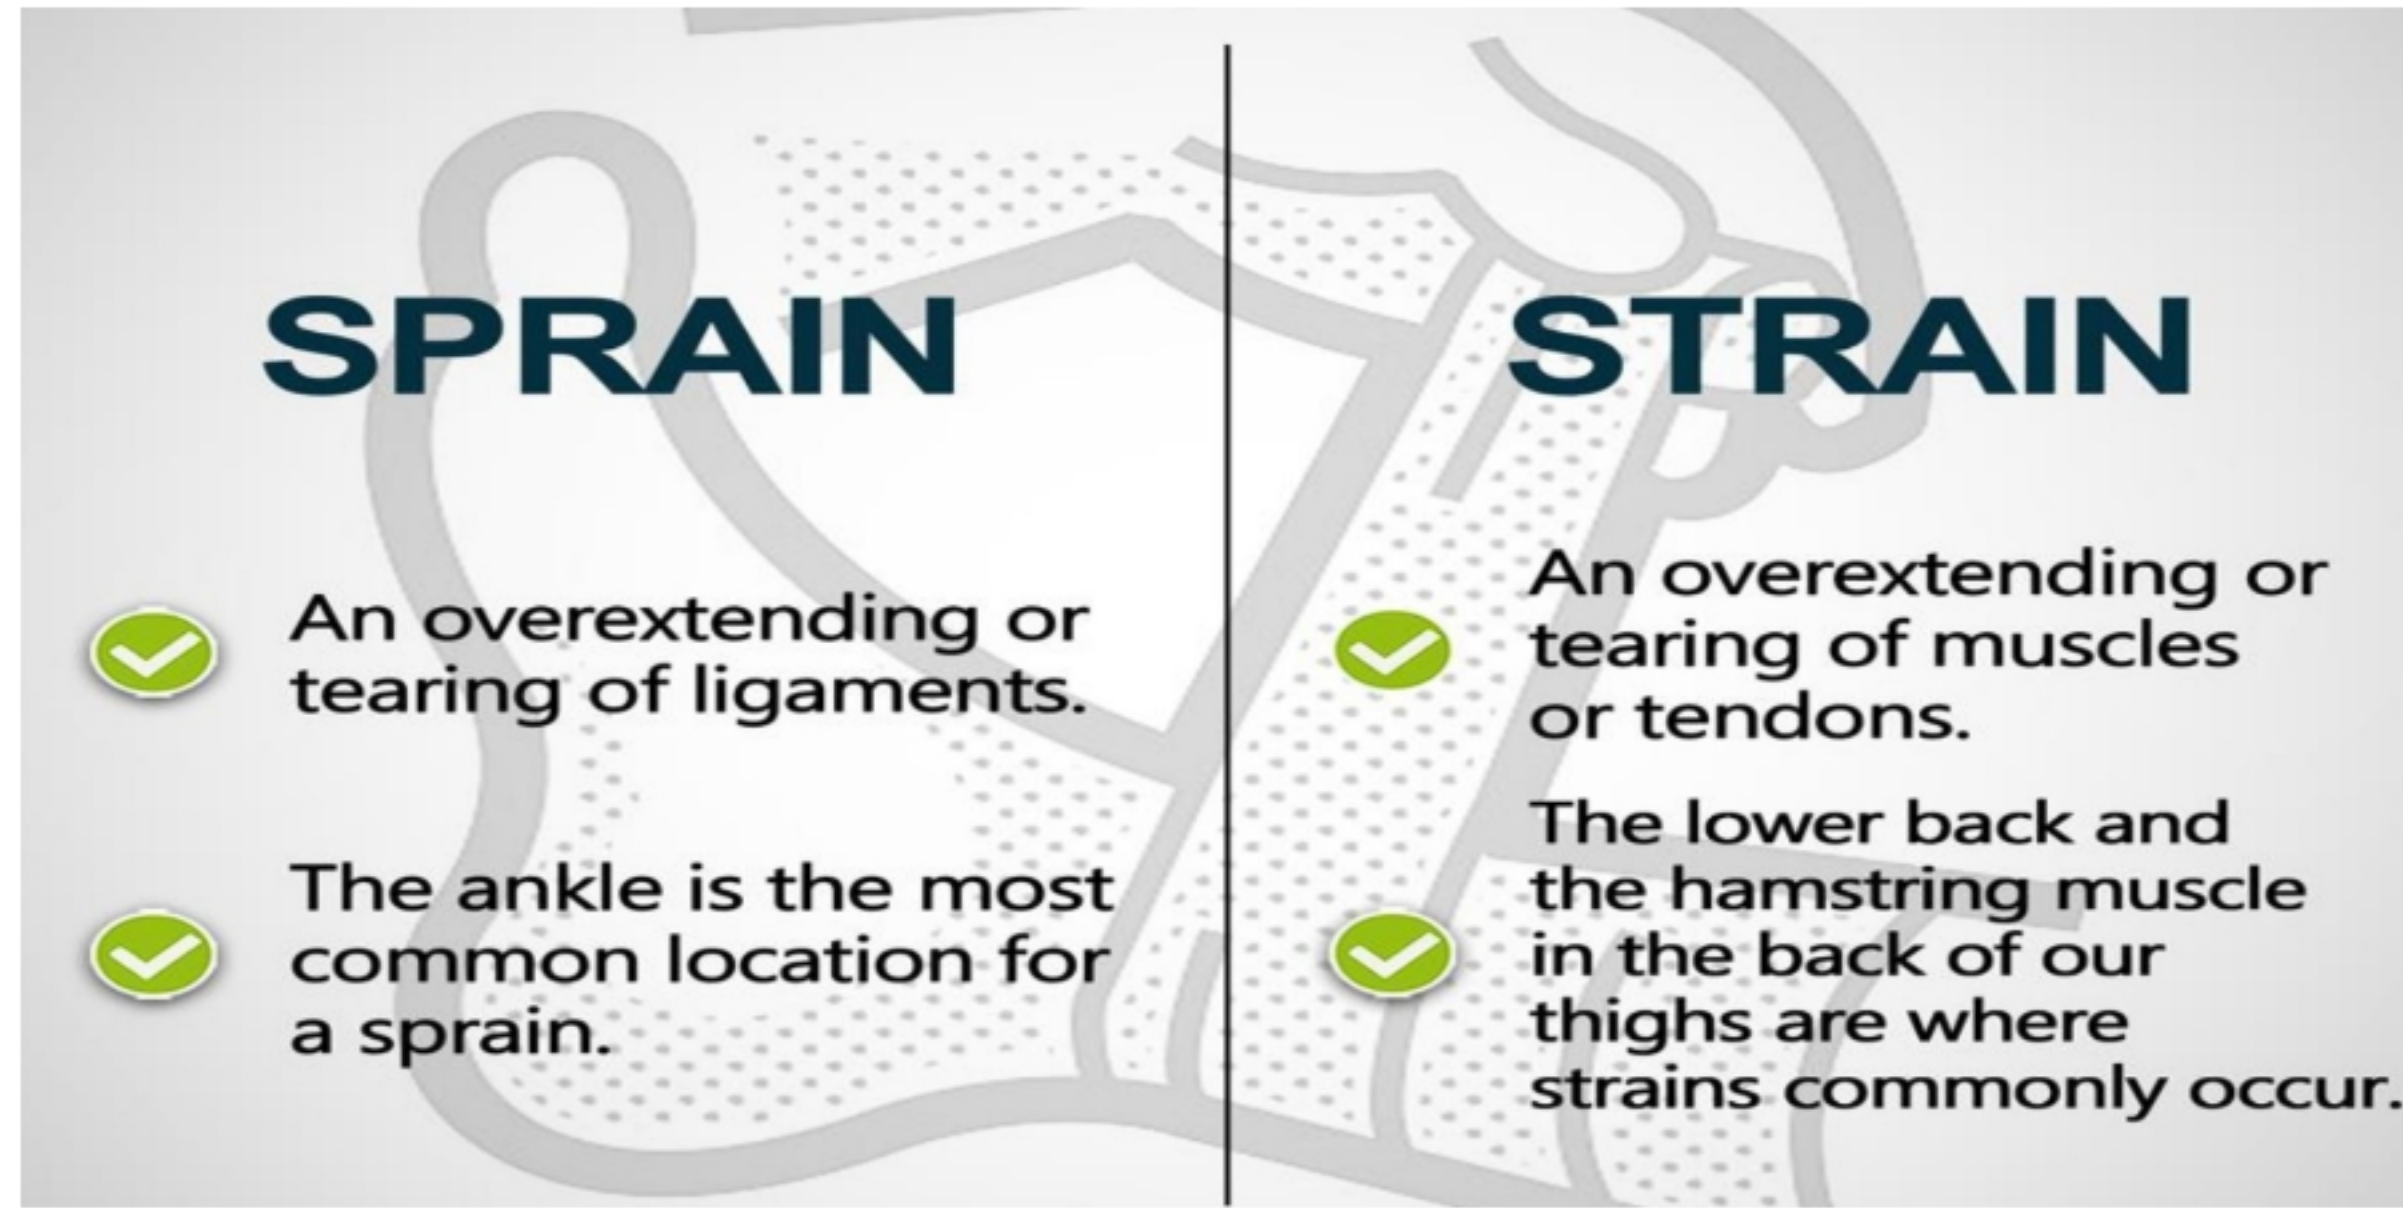 SPRAIN
An overextending or
tearing of ligaments.
The ankle is the most
common location for
a sprain.
STRAIN
An overextending or
tearing of muscles
or tendons.
The lower back and
the hamstring muscle
in the back of our
thighs are where
strains commonly occur.